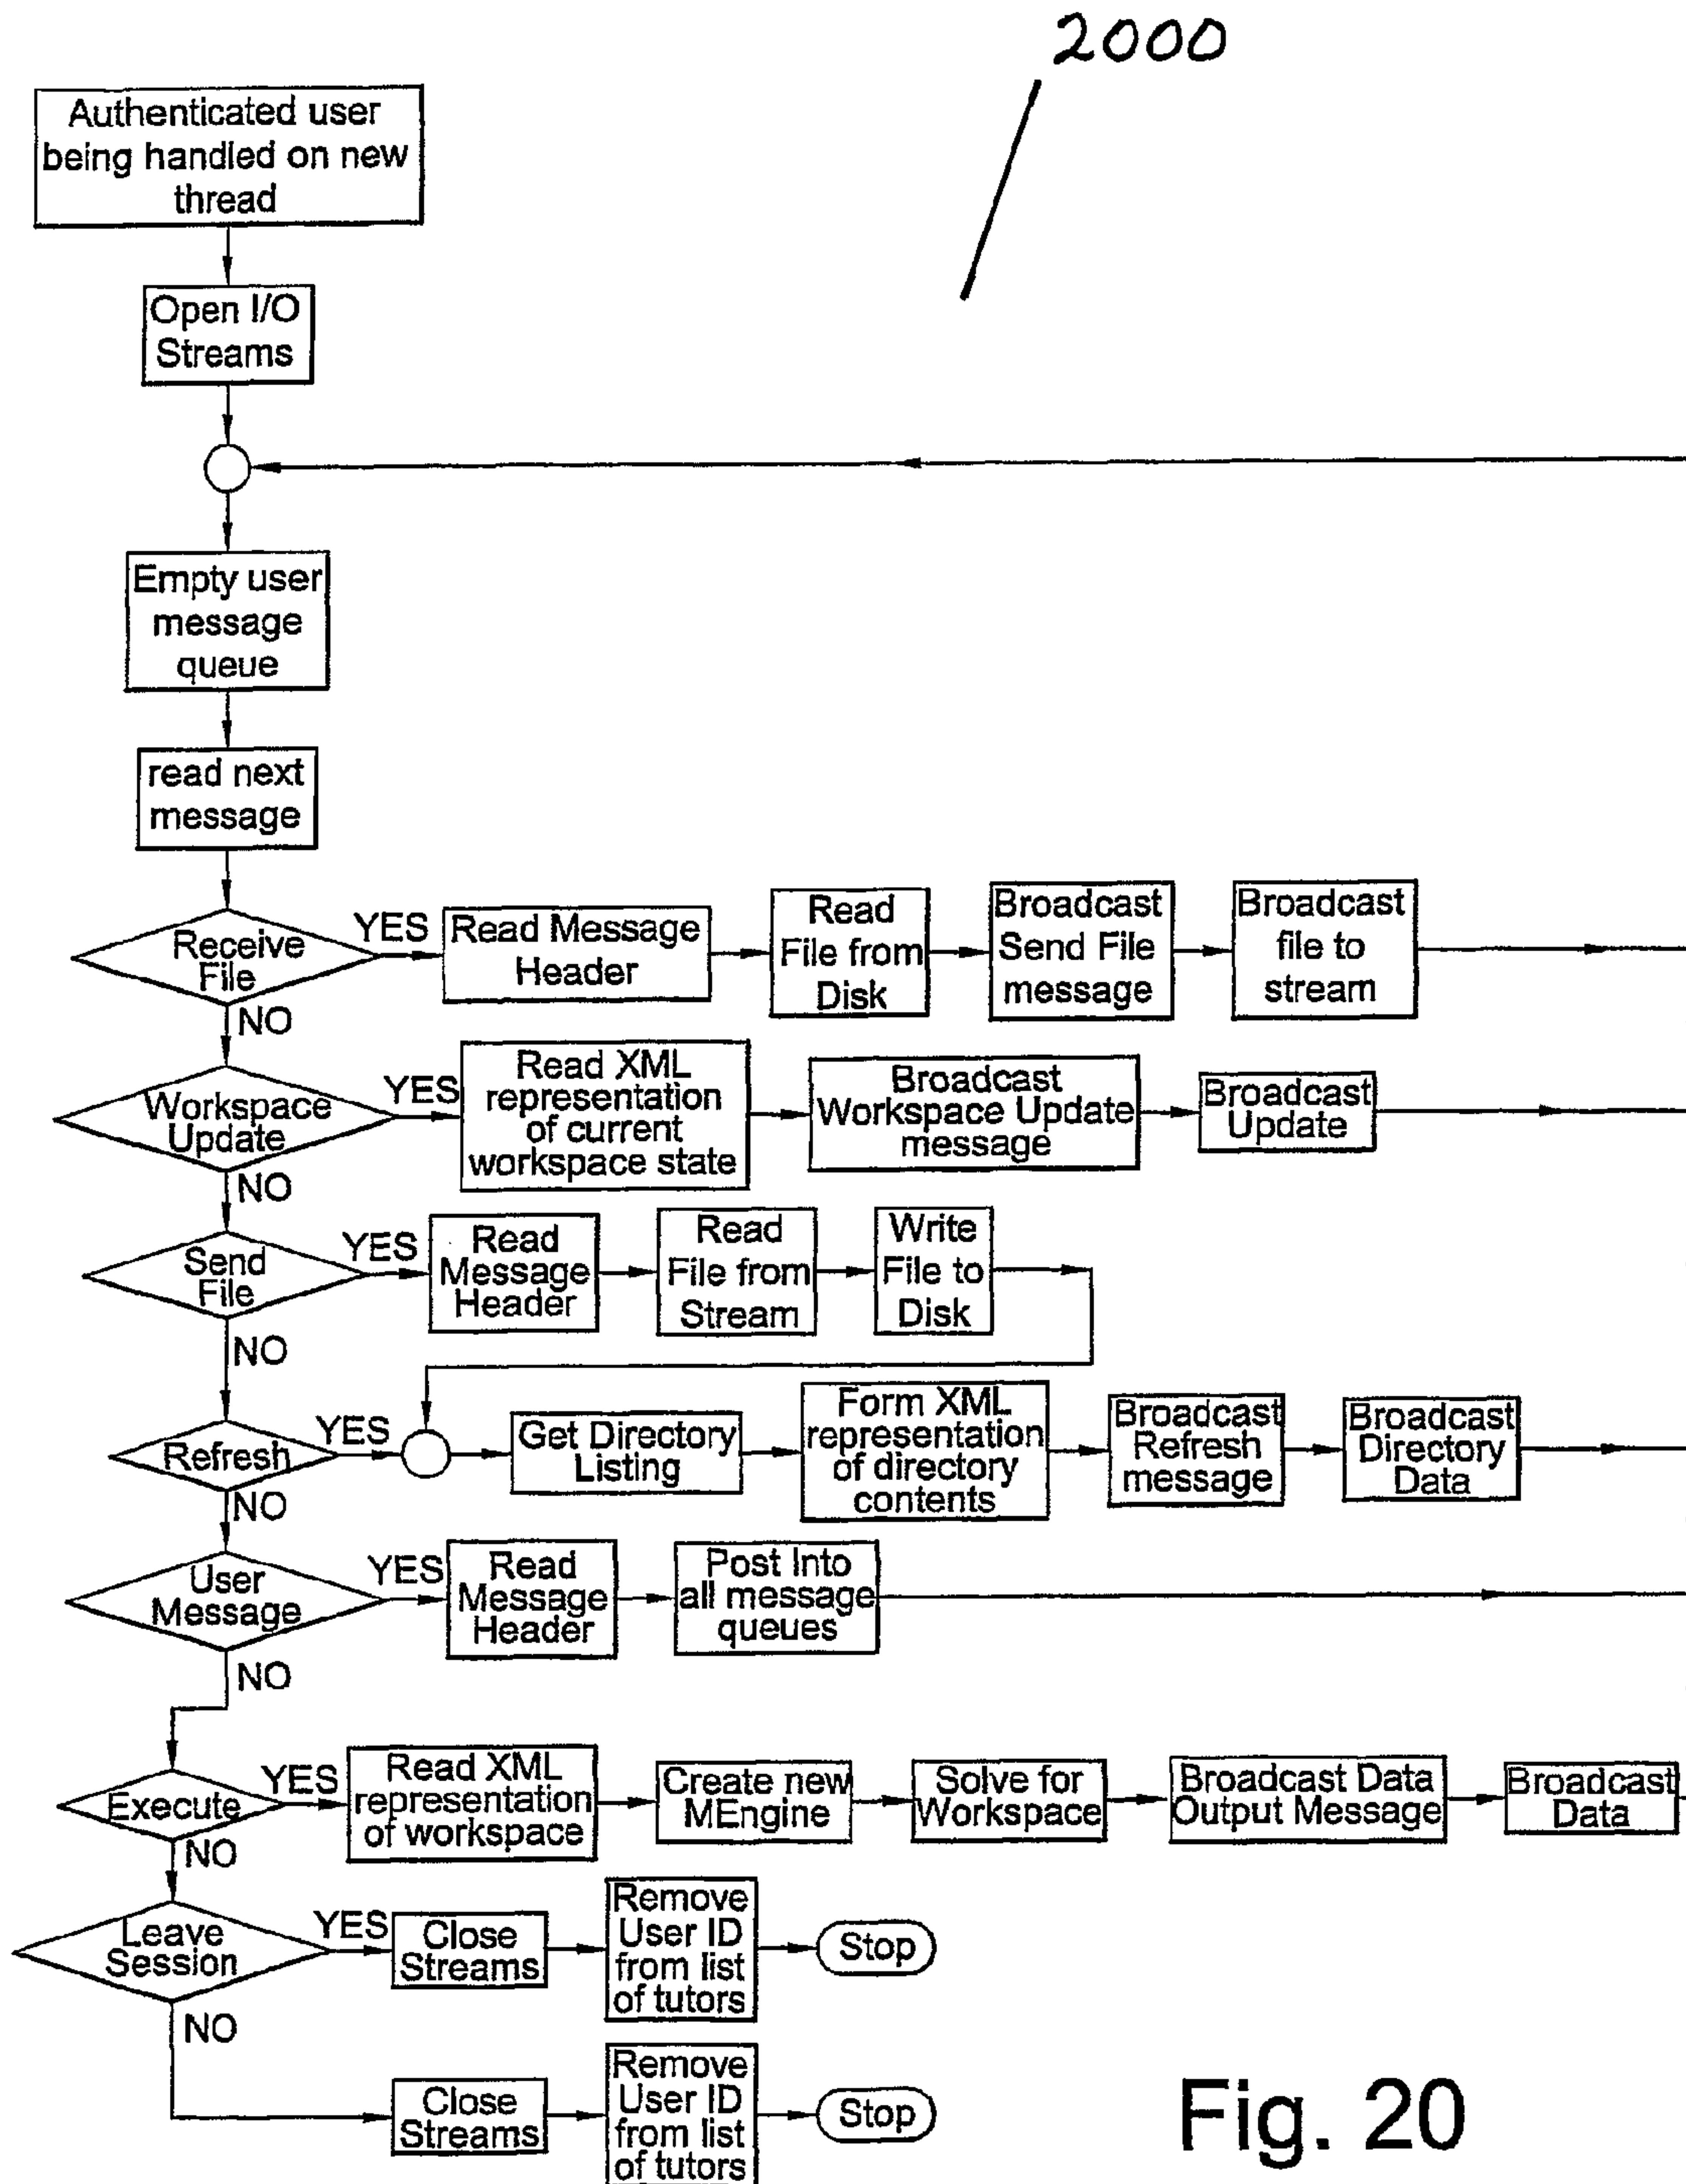 2000
Authenticated user
being handled on new
thread
Open I/O
Streams
Empty user
message
queue
read next
message
Receive
File
YES
Read Message
Header
Read
File from
Disk
Broadcast
Send File
message
Broadcast
file to
stream
NO
Workspace
Update
YES
Read XML
representation
of current
workspace state
Broadcast
Workspace Update
message
Broadcast
Update
NO
Send
File
YES
Read
Message
Header
Read
File from
Stream
Write
File to
Disk
NO
Refresh
YES
Get Directory
Listing
Form XML
representation
of directory
contents
Broadcast
Refresh
message
Broadcast
Directory
Data
NO
User
Message
YES
Read
Message
Header
Post Into
all message
queues
NO
Execute
YES
Read XML
representation
of workspace
Create new
MEngine
Solve for
Workspace
Broadcast Data
Output Message
Broadcast
Data
NO
Leave
Session
YES
Close
Streams
Remove
User ID
from list
of tutors
Stop
NO
Close
Streams
Remove
User ID
from list
of tutors
Stop
Fig. 20